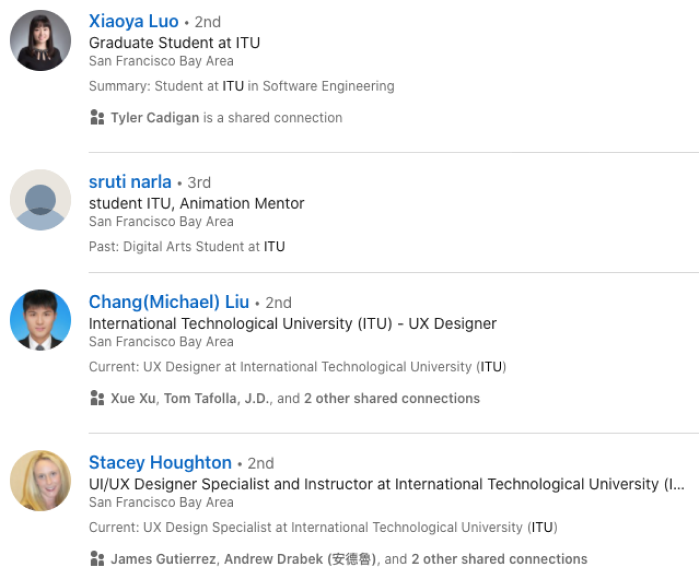 Xiaoya Luo • 2nd
Graduate Student at ITU
San Francisco Bay Area
Summary: Student at ITU in Software Engineering
Tyler Cadigan is a shared connection
sruti narla • 3rd
student ITU, Animation Mentor
San Francisco Bay Area
Past: Digital Arts Student at ITU
Chang(Michael) Liu • 2nd
International Technological University (ITU) - UX Designer
San Francisco Bay Area
Current: UX Designer at International Technological University (ITU)
Xue Xu, Tom Tafolla, J.D., and 2 other shared connections
Stacey Houghton • 2nd
UI/UX Designer Specialist and Instructor at International Technological University (I...
San Francisco Bay Area
Current: UX Design Specialist at International Technological University (ITU)
James Gutierrez, Andrew Drabek (安德魯), and 2 other shared connections